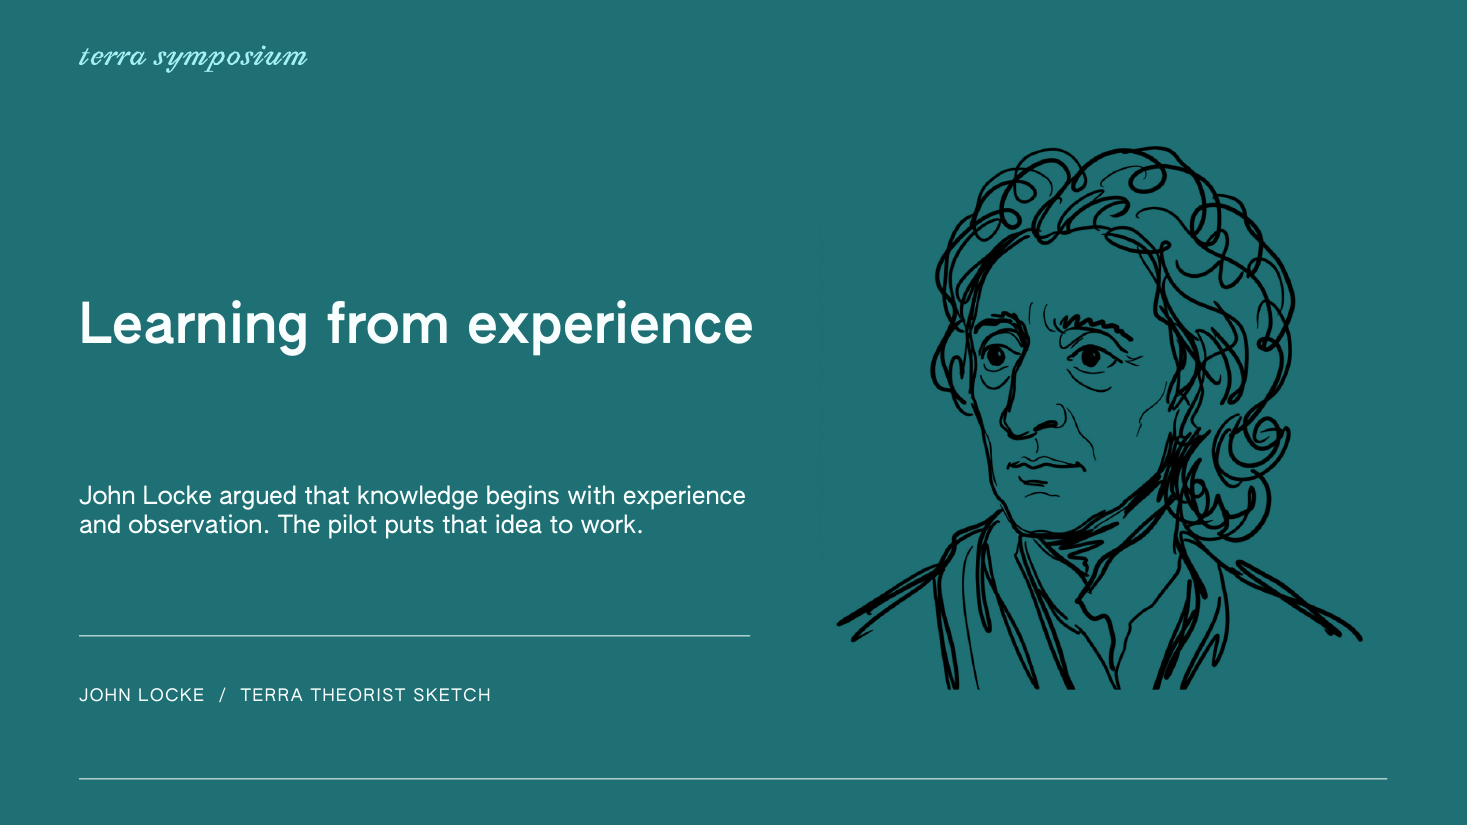 terra symposium
Learning from experience
John Locke argued that knowledge begins with experience
and observation. The pilot puts that idea to work.
JOHN LOCKE / TERRA THEORIST SKETCH